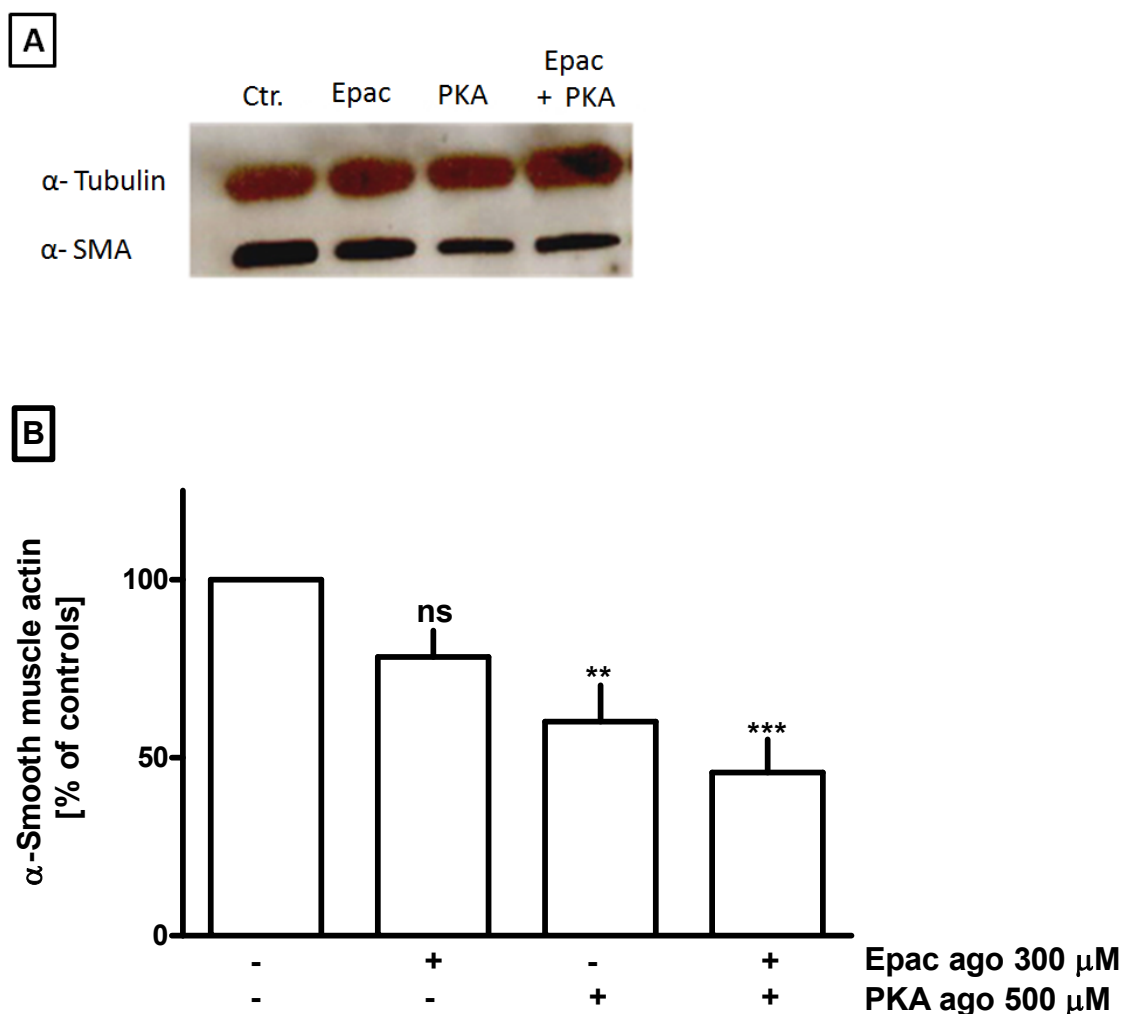 A
Ctr. Epac PKA Epac
+ PKA
α- Tubulin
α- SMA
B
α-Smooth muscle actin
[% of controls]
100
50
0
ns
**
***
- + - + Epac ago 300 μM
- - + + PKA ago 500 μM